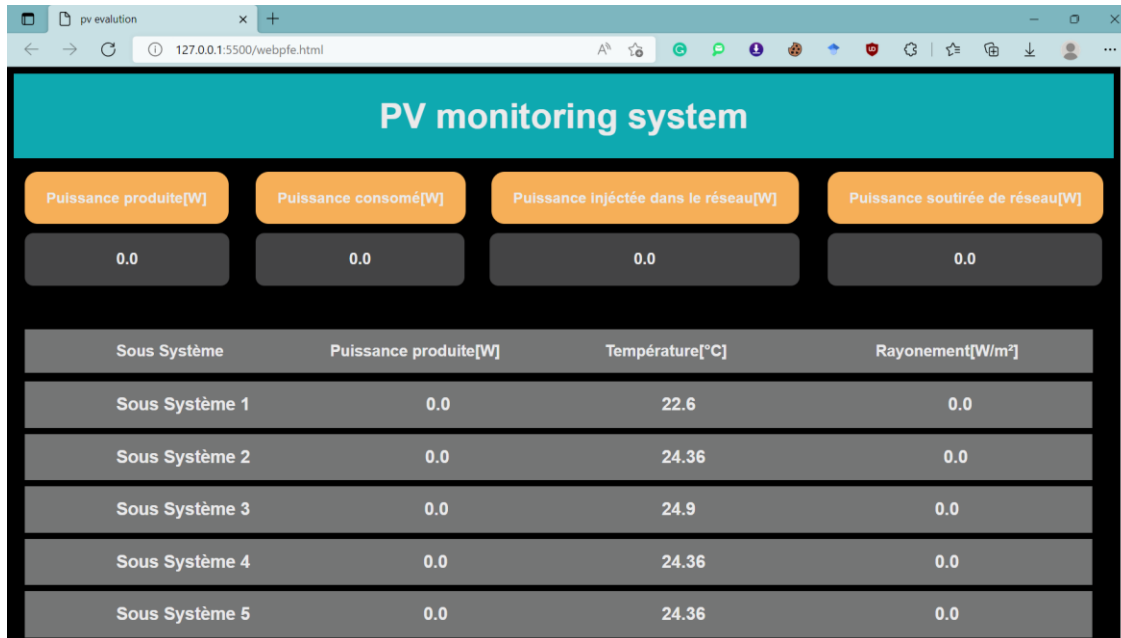 pv evalution
127.0.0.1:5500/webpfe.html
PV monitoring system
Puissance produite[W] Puissance consomé[W] Puissance injéctée dans le réseau[W] Puissance soutirée de réseau[W]
0.0 0.0 0.0 0.0
Sous Système Puissance produite[W] Température[°C] Rayonement[W/m²]
Sous Système 1 0.0 22.6 0.0
Sous Système 2 0.0 24.36 0.0
Sous Système 3 0.0 24.9 0.0
Sous Système 4 0.0 24.36 0.0
Sous Système 5 0.0 24.36 0.0